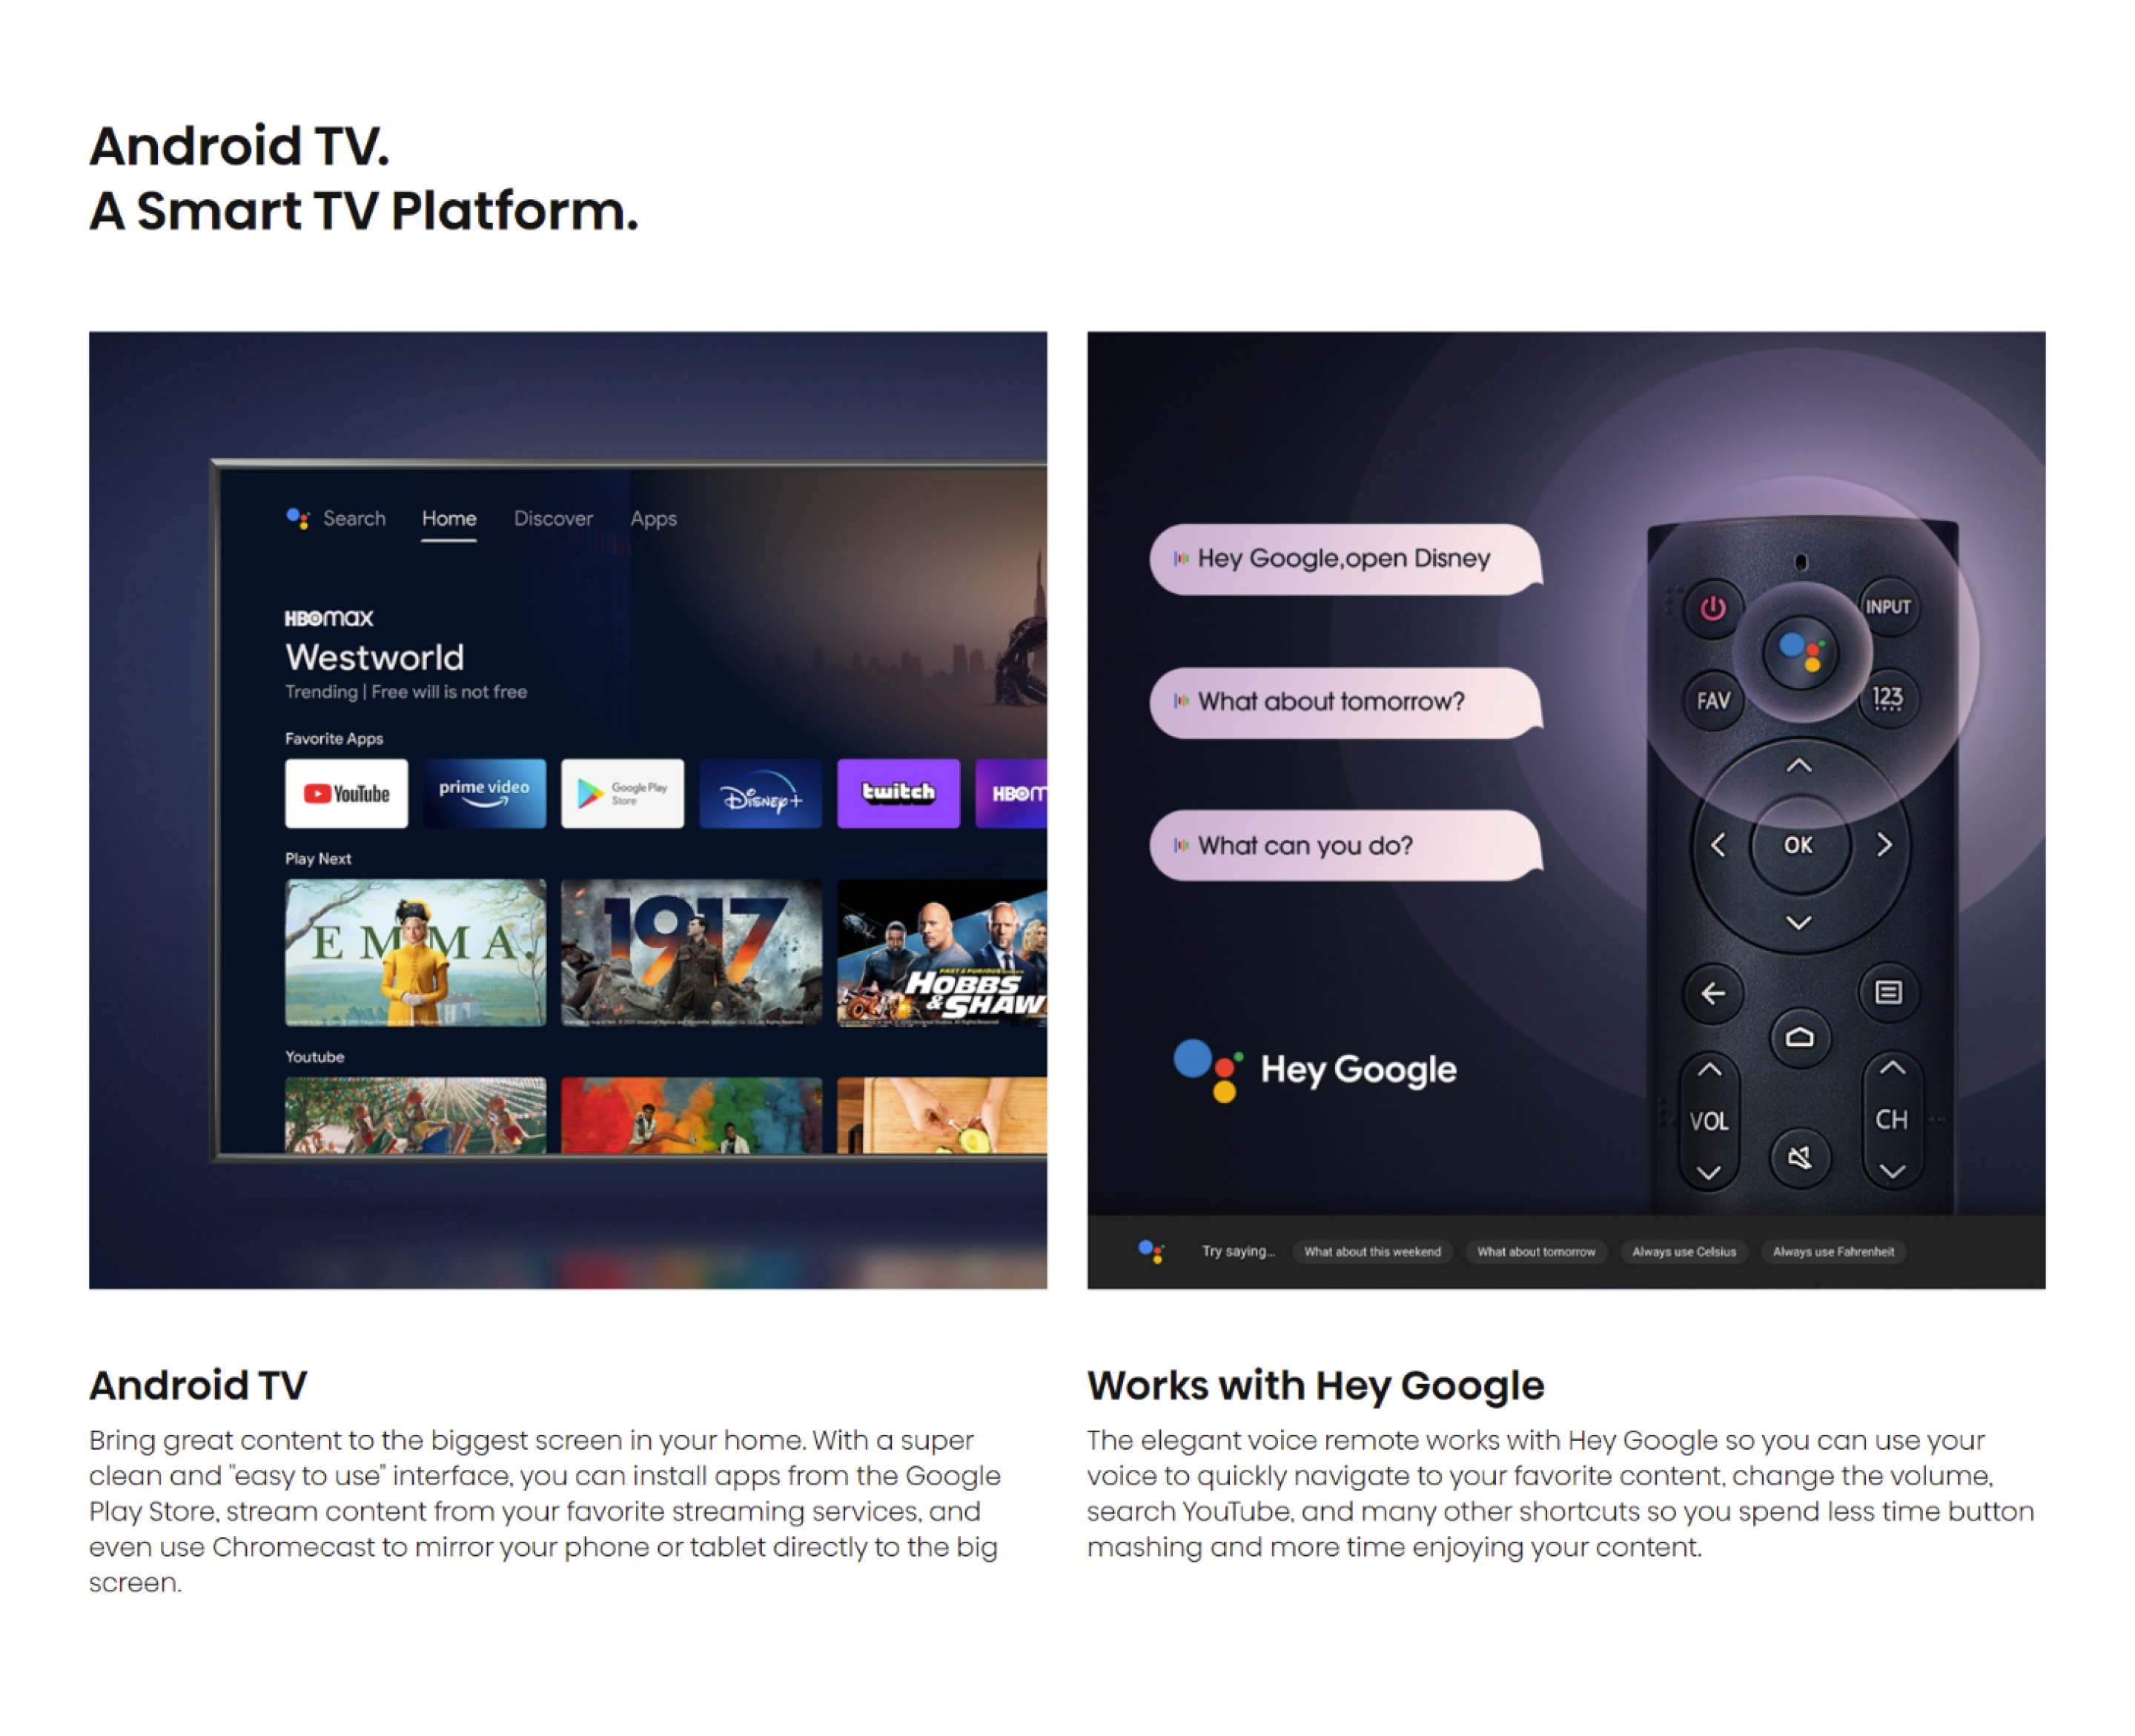 Android TV.
A Smart TV Platform.
Search Home Discover Apps
HBOmax
Westworld
Trending | Free will is not free
Favorite Apps
YouTube
prime video
Google Play
Store
Disney+
twitch
HBOm
Play Next
EMMA.
1917
FAST & FURIOUS
HOBBS
& SHAW
Youtube
Hey Google,open Disney
What about tomorrow?
What can you do?
Hey Google
INPUT
FAV
123
OK
VOL
CH
Try saying... What about this weekend What about tomorrow Always use Celsius Always use Fahrenheit
Android TV
Bring great content to the biggest screen in your home. With a super
clean and "easy to use" interface, you can install apps from the Google
Play Store, stream content from your favorite streaming services, and
even use Chromecast to mirror your phone or tablet directly to the big
screen.
Works with Hey Google
The elegant voice remote works with Hey Google so you can use your
voice to quickly navigate to your favorite content, change the volume,
search YouTube, and many other shortcuts so you spend less time button
mashing and more time enjoying your content.